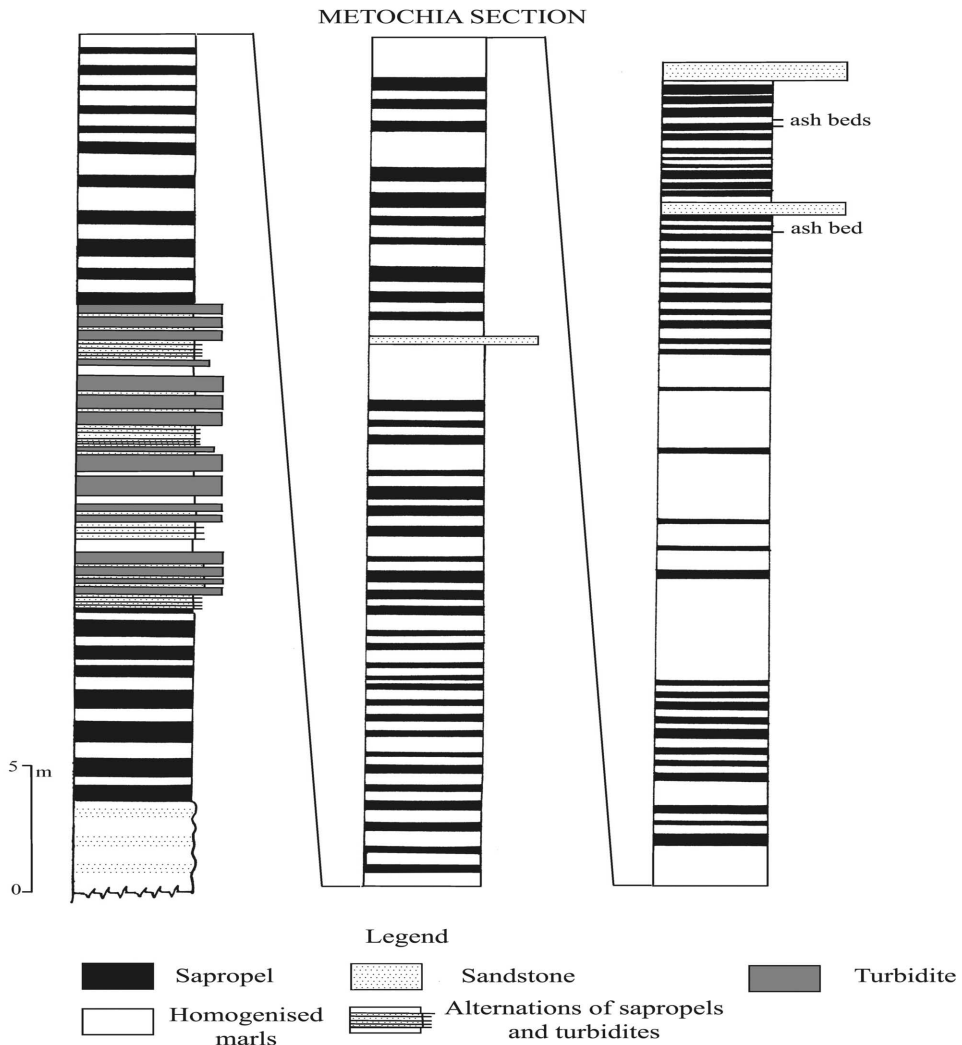 METOCHIA SECTION
ash beds
ash bed
5 m
0
Legend
Sapropel
Sandstone
Turbidite
Homogenised
marls
Alternations of sapropels
and turbidites